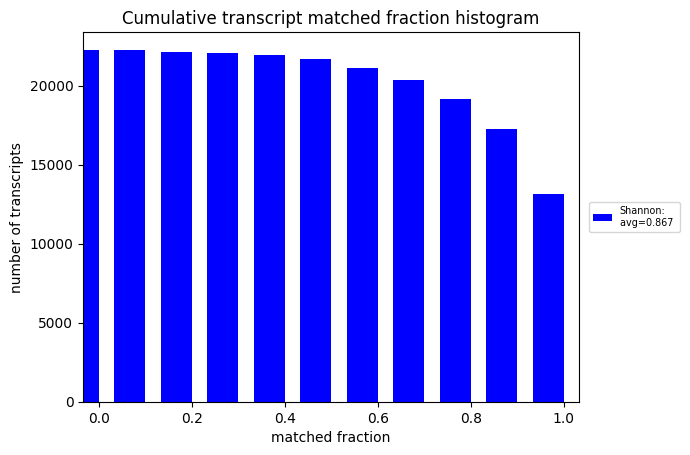 Cumulative transcript matched fraction histogram
number of transcripts
20000
15000
10000
5000
0
0.0 0.2 0.4 0.6 0.8 1.0
matched fraction
Shannon:
avg=0.867